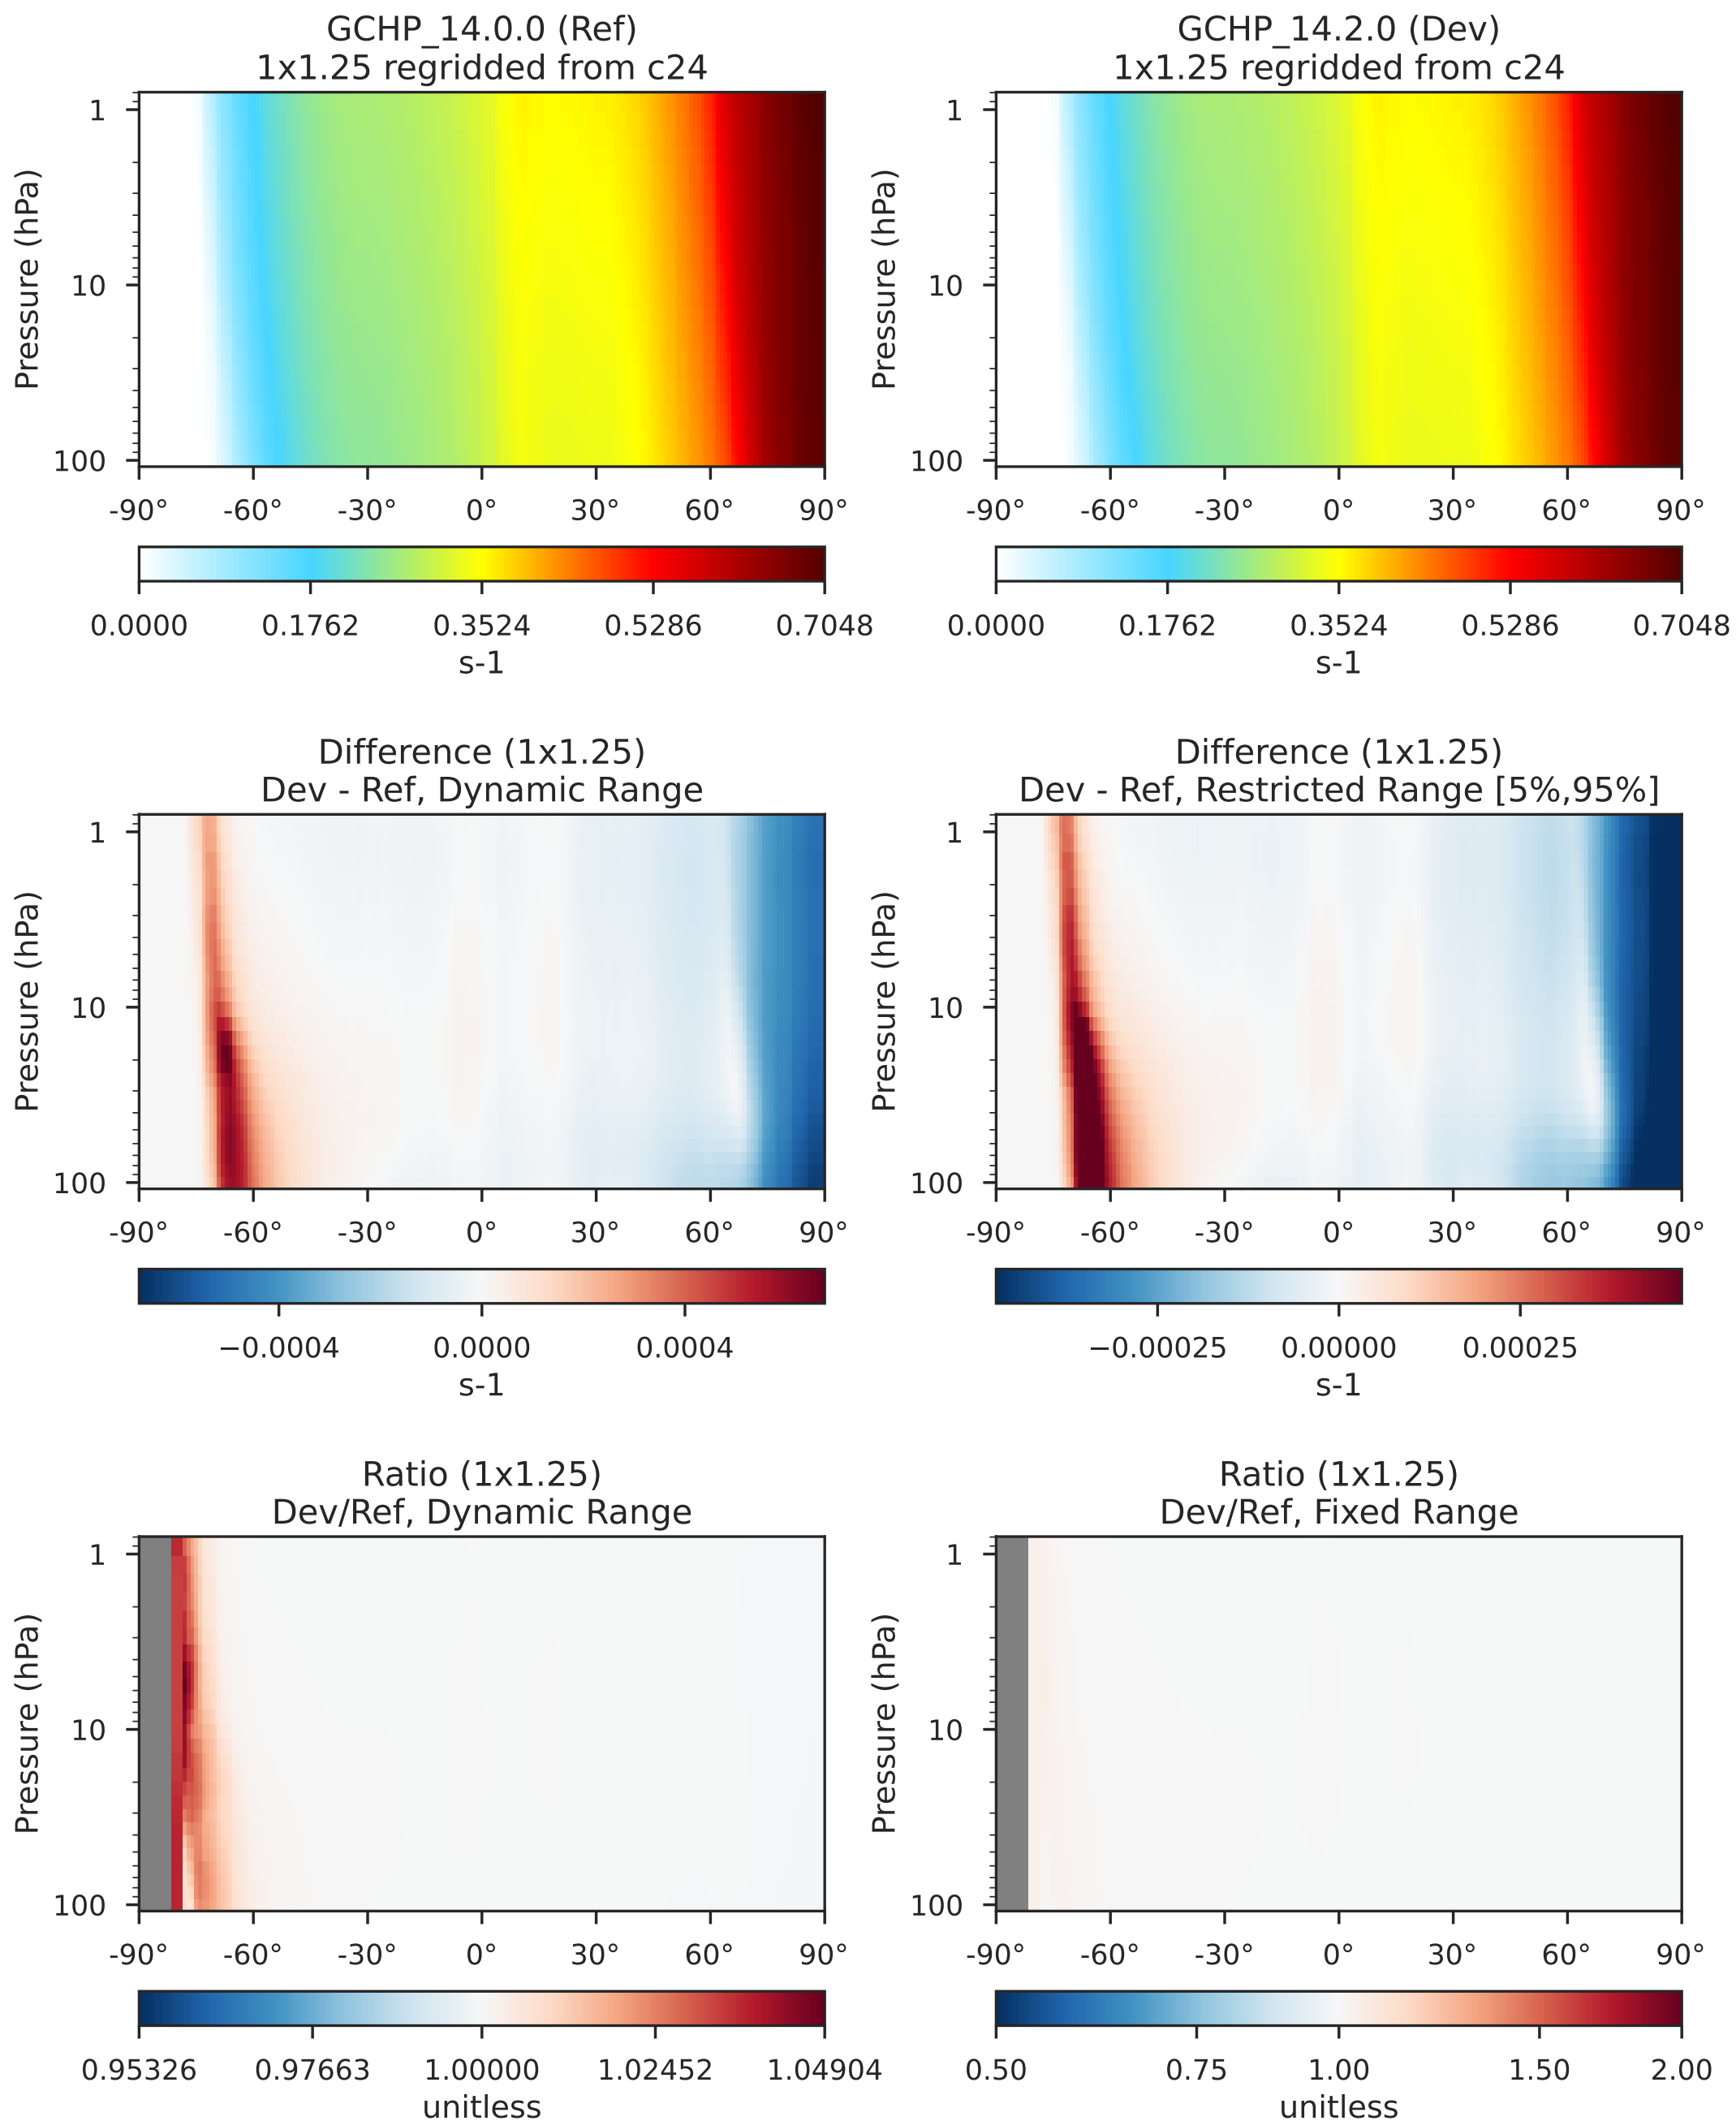 GCHP_14.0.0 (Ref)
1x1.25 regridded from c24
Pressure (hPa)
1
10
100
-90° -60° -30° 0° 30° 60° 90°
0.0000 0.1762 0.3524 0.5286 0.7048
s-1
GCHP_14.2.0 (Dev)
1x1.25 regridded from c24
Pressure (hPa)
1
10
100
-90° -60° -30° 0° 30° 60° 90°
0.0000 0.1762 0.3524 0.5286 0.7048
s-1
Difference (1x1.25)
Dev - Ref, Dynamic Range
Pressure (hPa)
1
10
100
-90° -60° -30° 0° 30° 60° 90°
−0.0004 0.0000 0.0004
s-1
Difference (1x1.25)
Dev - Ref, Restricted Range [5%,95%]
Pressure (hPa)
1
10
100
-90° -60° -30° 0° 30° 60° 90°
−0.00025 0.00000 0.00025
s-1
Ratio (1x1.25)
Dev/Ref, Dynamic Range
Pressure (hPa)
1
10
100
-90° -60° -30° 0° 30° 60° 90°
0.95326 0.97663 1.00000 1.02452 1.04904
unitless
Ratio (1x1.25)
Dev/Ref, Fixed Range
Pressure (hPa)
1
10
100
-90° -60° -30° 0° 30° 60° 90°
0.50 0.75 1.00 1.50 2.00
unitless